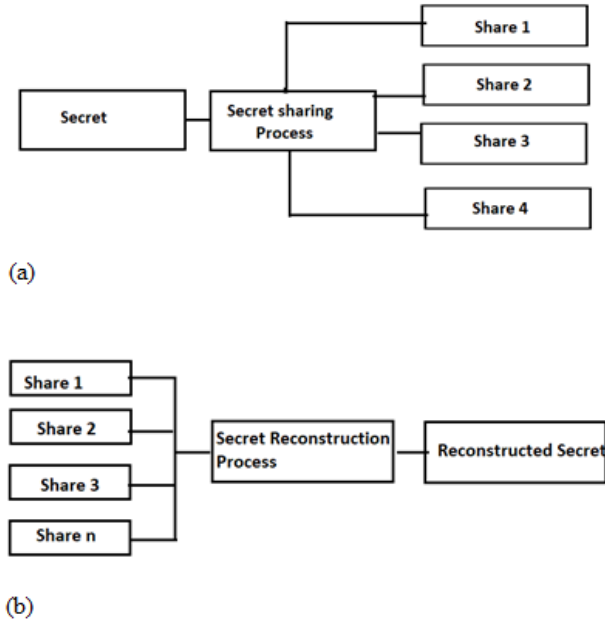 Share 1
Share 2
Secret
Secret sharing
Process
Share 3
Share 4
(a)
Share 1
Share 2
Secret Reconstruction
Process
Reconstructed Secret
Share 3
Share n
(b)